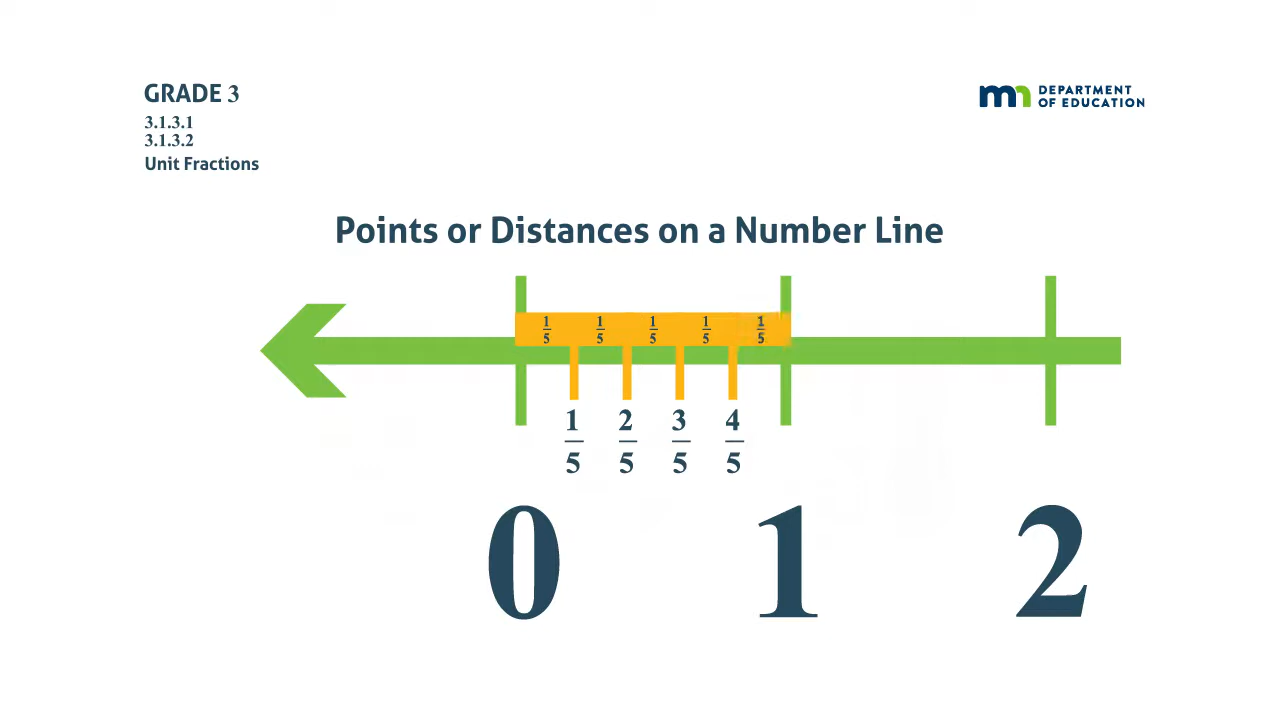 GRADE 3
3.1.3.1
3.1.3.2
Unit Fractions
mn DEPARTMENT
OF EDUCATION
Points or Distances on a Number Line
1/5 1/5 1/5 1/5 1/5
1/5 2/5 3/5 4/5
0 1 2